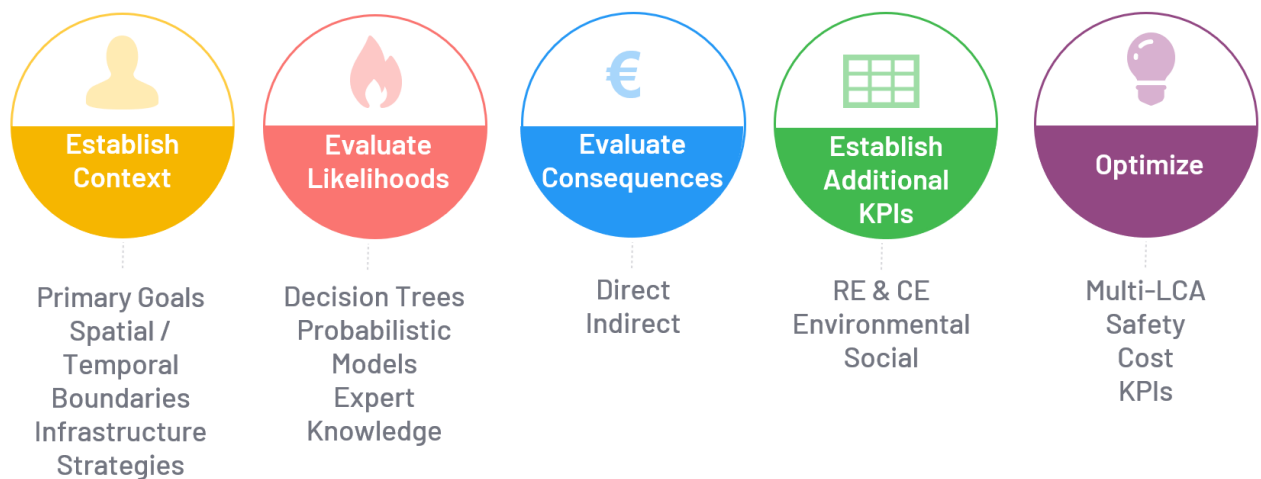 €
Establish
Context
Evaluate
Likelihoods
Evaluate
Consequences
Establish
Additional
KPIs
Optimize
Primary Goals
Spatial /
Temporal
Boundaries
Infrastructure
Strategies
Decision Trees
Probabilistic
Models
Expert
Knowledge
Direct
Indirect
RE & CE
Environmental
Social
Multi-LCA
Safety
Cost
KPIs